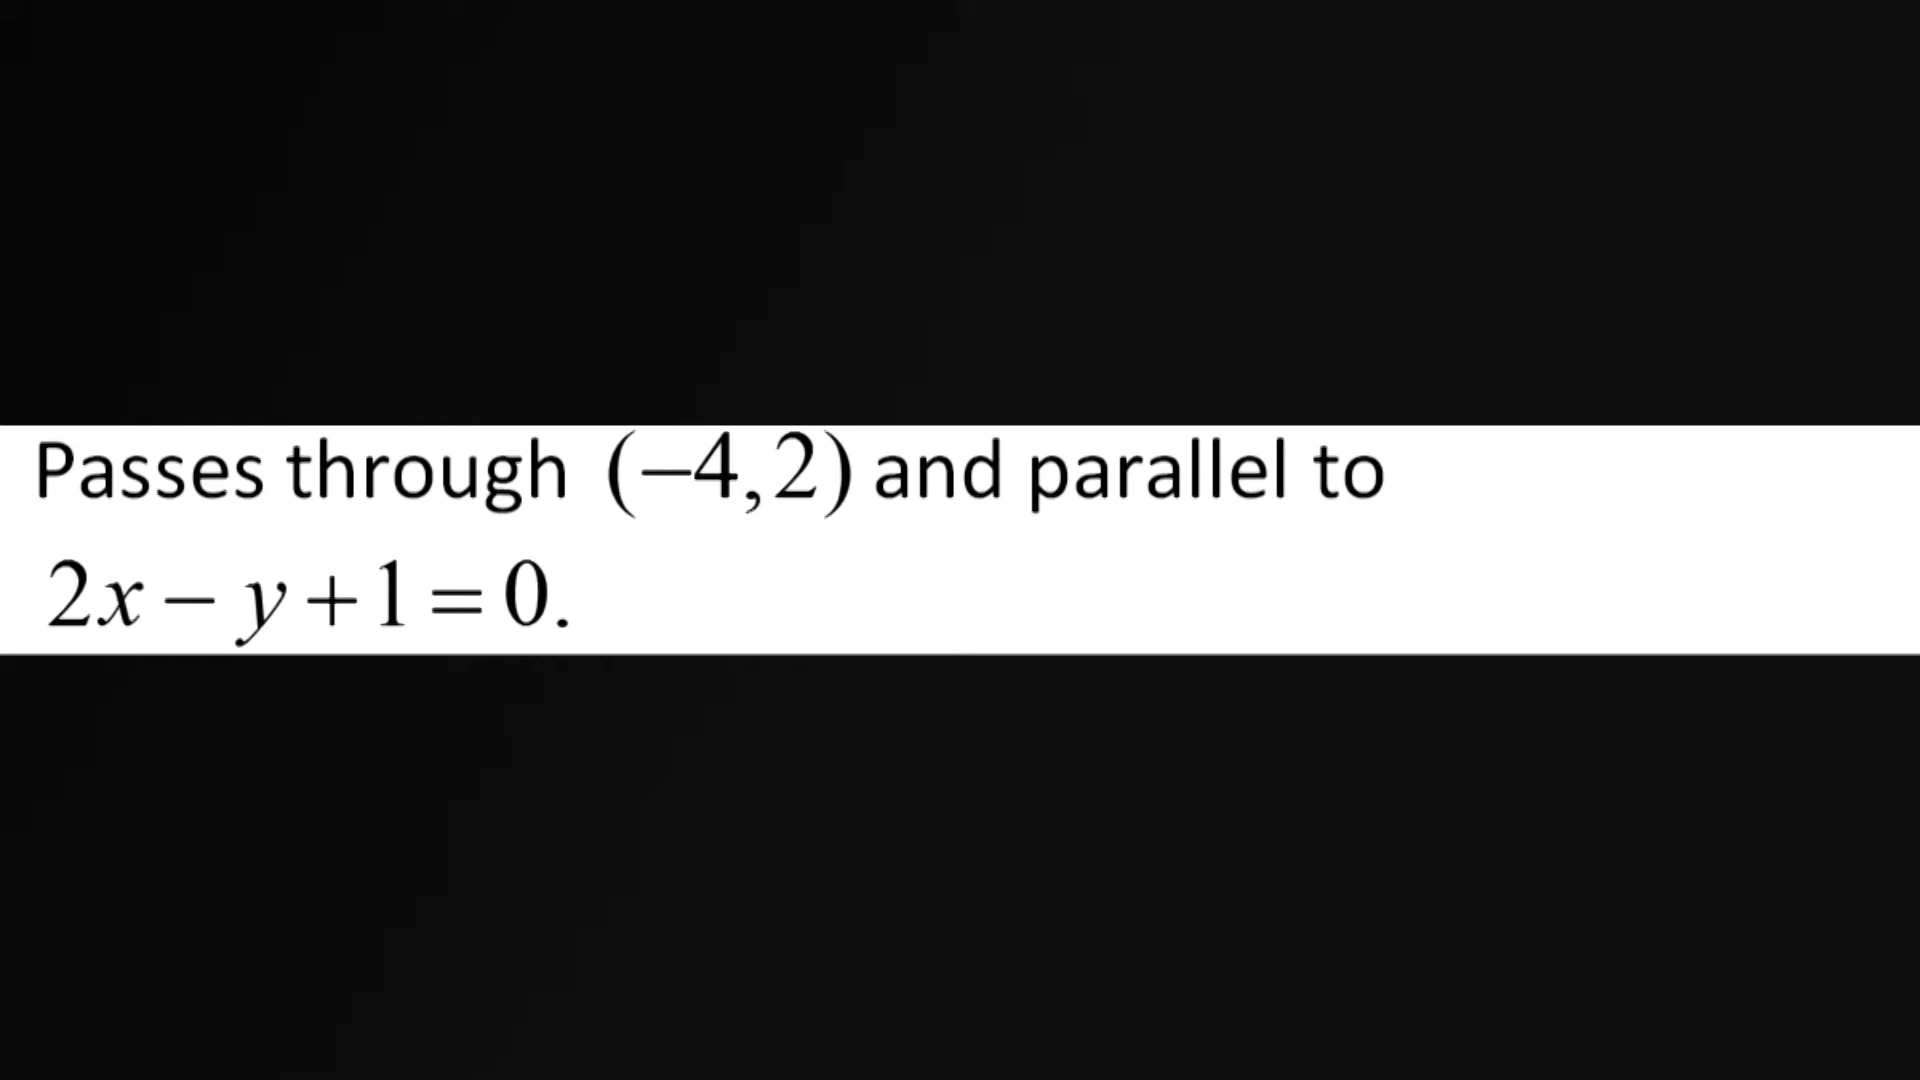 Passes through (−4, 2) and parallel to
2x − y + 1 = 0.